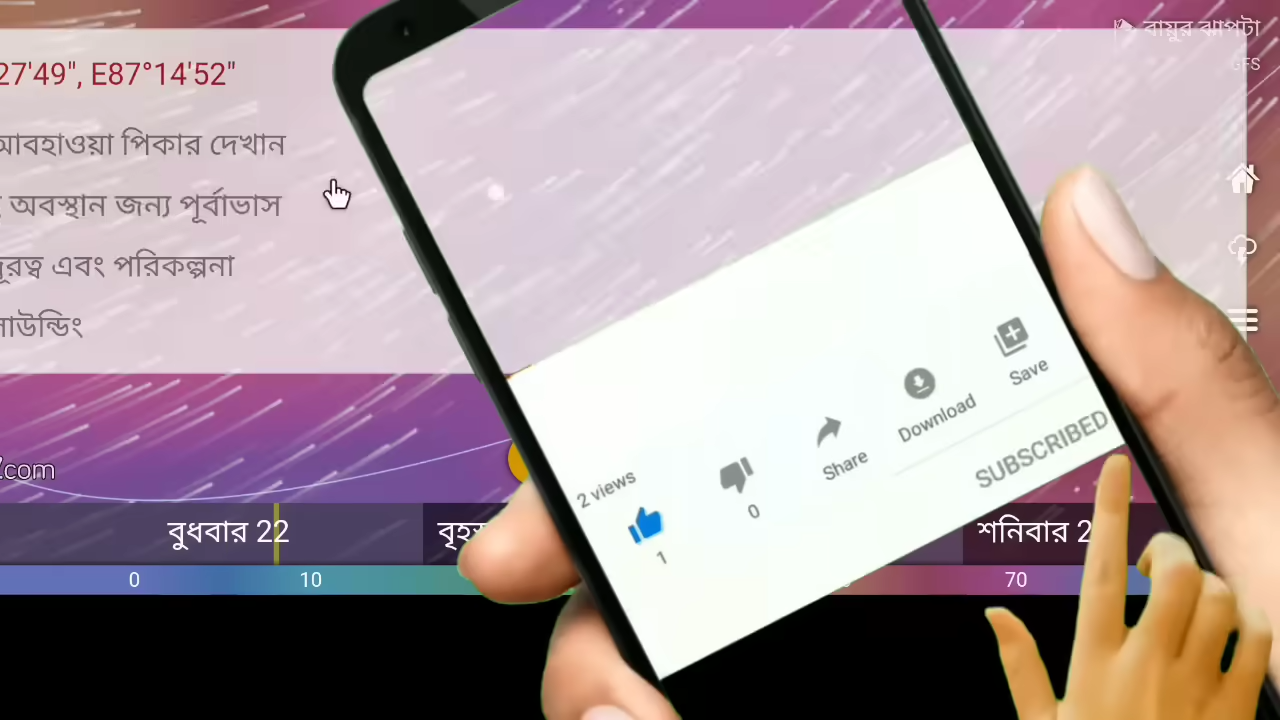 বায়ুর ঝাপটা
GFS
27'49", E87°14'52"
আবহাওয়া পিকার দেখান
অবস্থান জন্য পূর্বাভাস
দূরত্ব এবং পরিকল্পনা
সাউন্ডিং
Save
Download
Share
2 views
0
1
SUBSCRIBED
.com
বুধবার 22
শনিবার 2
0 10 70